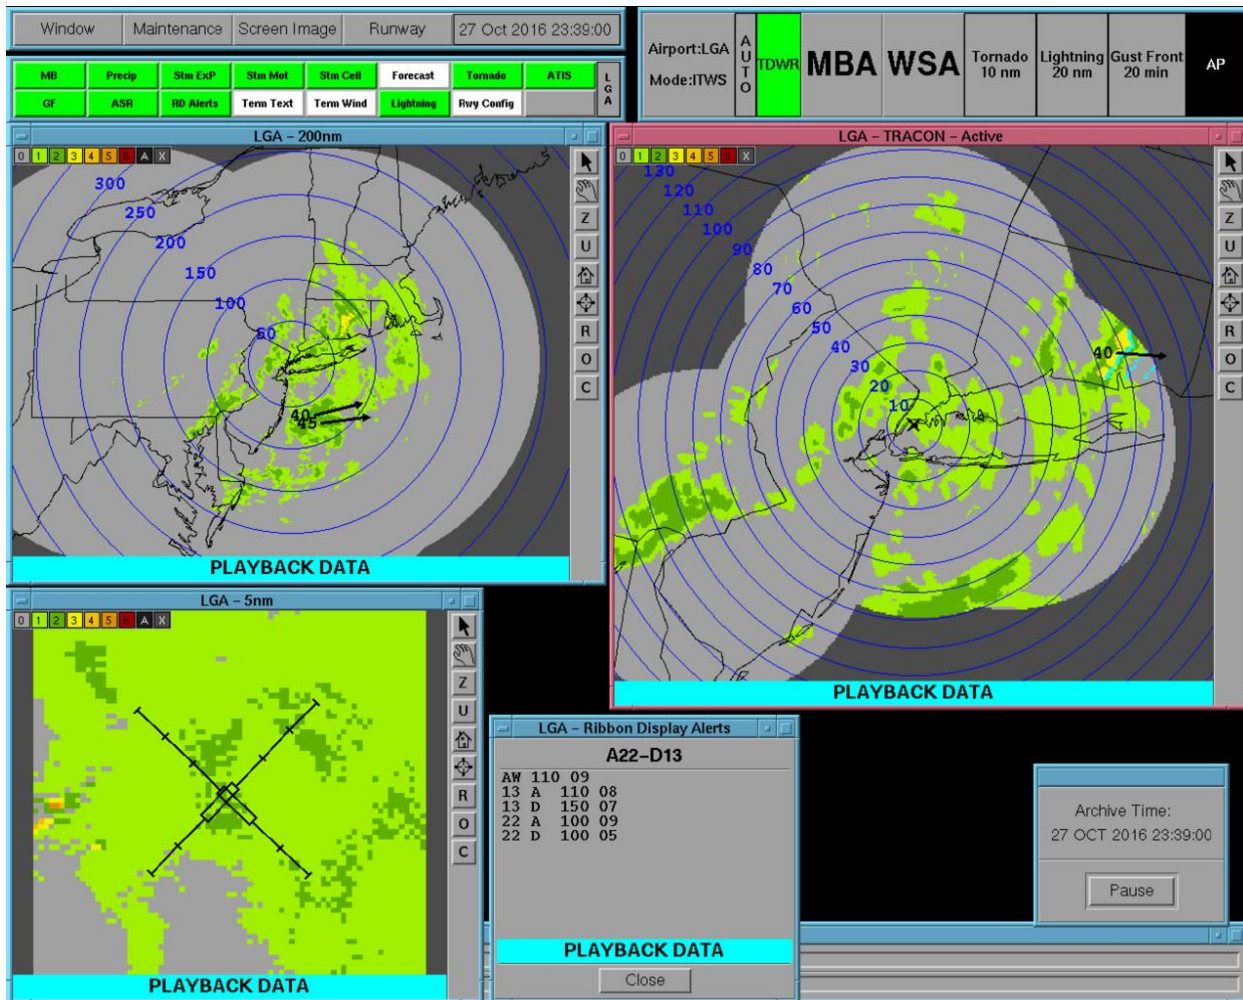 Window Maintenance Screen Image Runway 27 Oct 2016 23:39:00
MB Precip Stm ExP Stm Mot Stm Cell Forecast Tornado ATIS
GF ASR RD Alerts Term Text Term Wind Lightning Rwy Config
LGA
Airport:LGA
Mode:ITWS
AUTO
TDWR
MBA
WSA
Tornado
10 nm
Lightning
20 nm
Gust Front
20 min
AP
LGA – 200nm
0 1 2 3 4 5 6 A X
300
250
200
150
100
50
40
45
Z
U
R
O
C
PLAYBACK DATA
LGA – TRACON – Active
0 1 2 3 4 5 6 X
130
120
110
100
90
80
70
60
50
40
30
20
10
40
Z
U
R
O
C
PLAYBACK DATA
LGA – 5nm
0 1 2 3 4 5 6 A X
Z
U
R
O
C
PLAYBACK DATA
LGA – Ribbon Display Alerts
A22–D13
AW 110 09
13 A 110 08
13 D 150 07
22 A 100 09
22 D 100 05
PLAYBACK DATA
Close
Archive Time:
27 OCT 2016 23:39:00
Pause